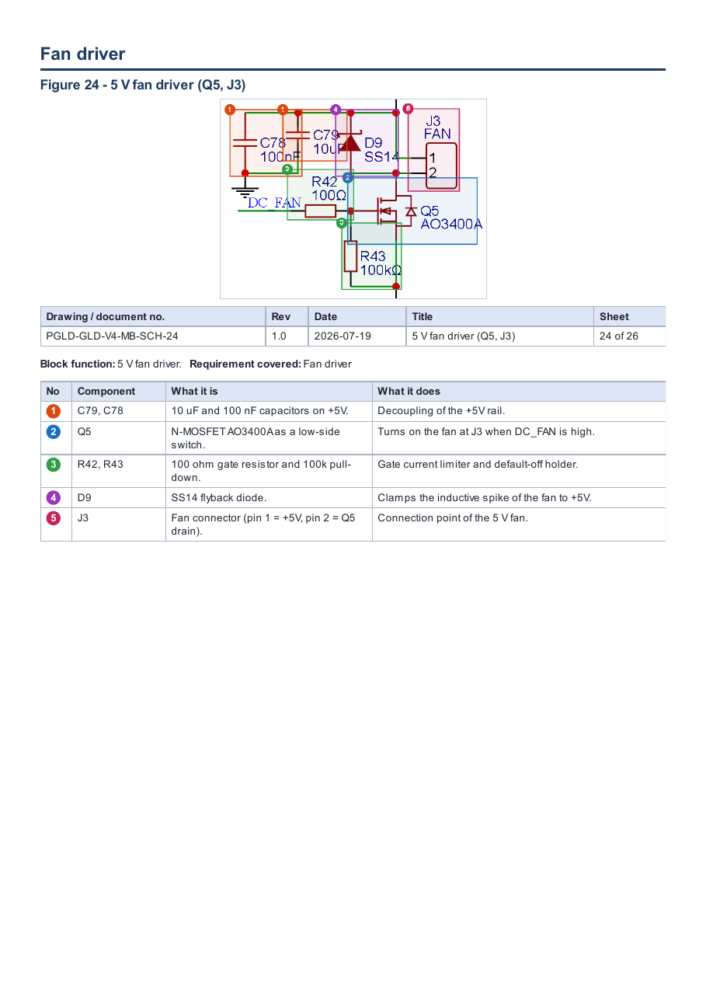 Fan driver
Figure 24 - 5 V fan driver (Q5, J3)
1 1 4 5
J3
FAN
C78
100nF
C79
10uF
D9
SS14
1
2
3
2
R42
100Ω
DC_FAN
Q5
AO3400A
3
R43
100kΩ
Drawing / document no. Rev Date Title Sheet
PGLD-GLD-V4-MB-SCH-24 1.0 2026-07-19 5 V fan driver (Q5, J3) 24 of 26
Block function: 5 V fan driver. Requirement covered: Fan driver
No Component What it is What it does
1 C79, C78 10 uF and 100 nF capacitors on +5V. Decoupling of the +5V rail.
2 Q5 N-MOSFET AO3400A as a low-side Turns on the fan at J3 when DC_FAN is high.
switch.
3 R42, R43 100 ohm gate resistor and 100k pull- Gate current limiter and default-off holder.
down.
4 D9 SS14 flyback diode. Clamps the inductive spike of the fan to +5V.
5 J3 Fan connector (pin 1 = +5V, pin 2 = Q5 Connection point of the 5 V fan.
drain).